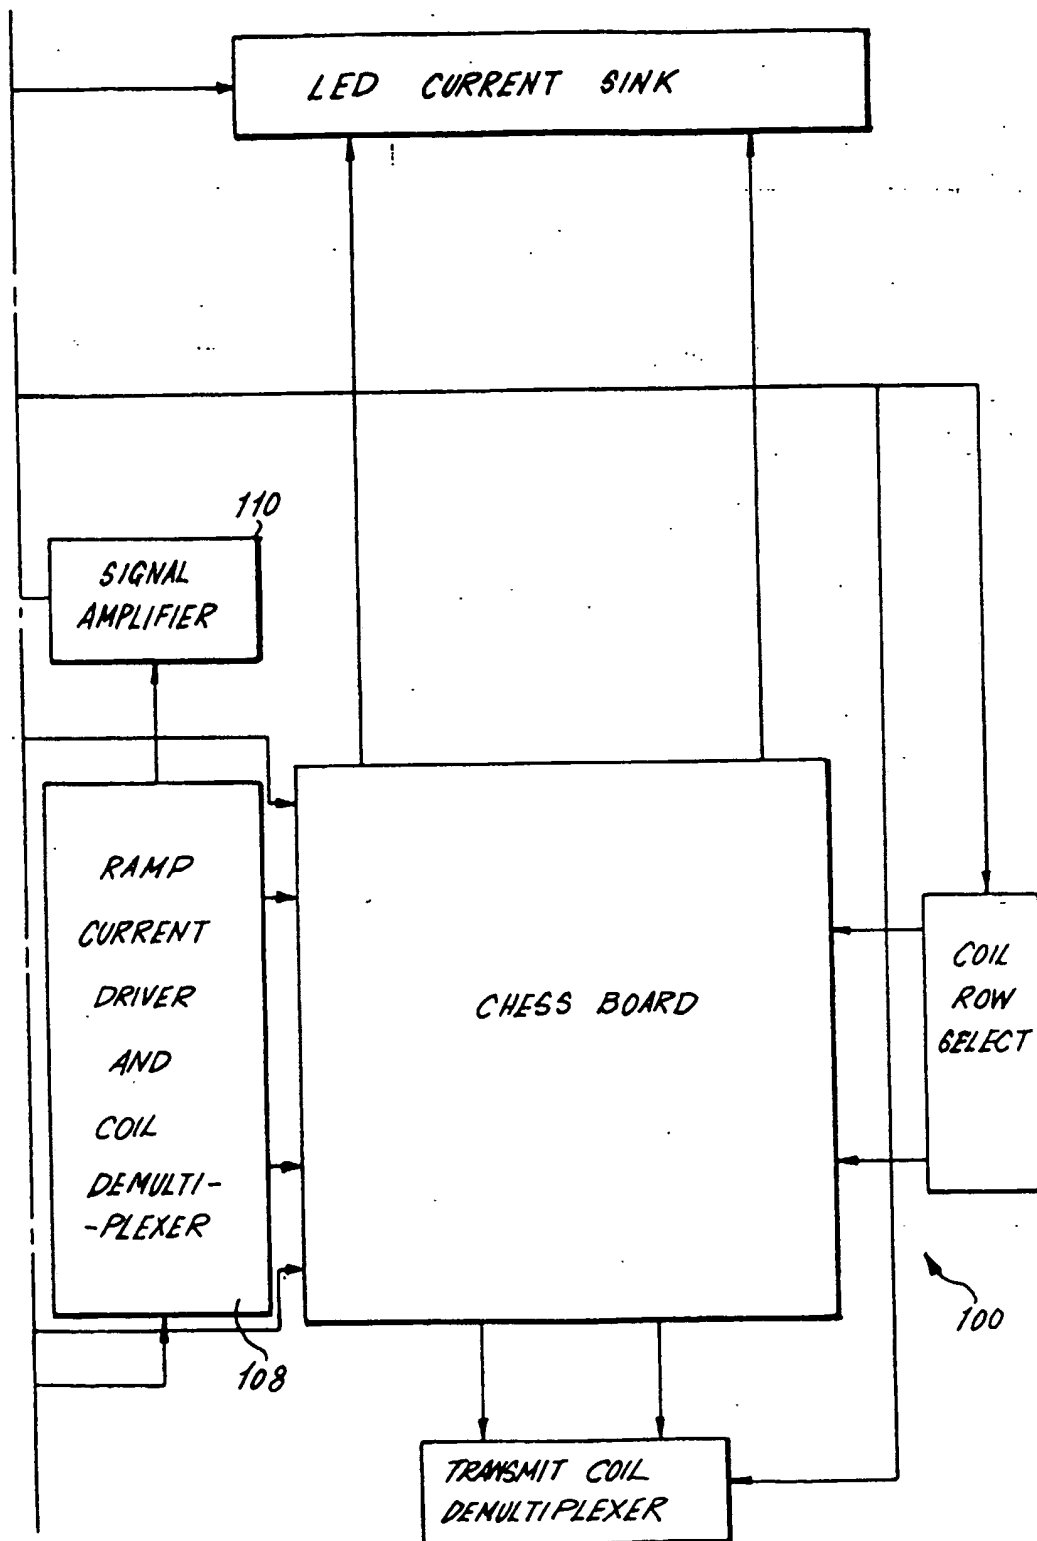 LED CURRENT SINK
110
SIGNAL
AMPLIFIER
RAMP
CURRENT
DRIVER
AND
COIL
DEMULTI-
-PLEXER
108
CHESS BOARD
COIL
ROW
SELECT
100
TRANSMIT COIL
DEMULTIPLEXER